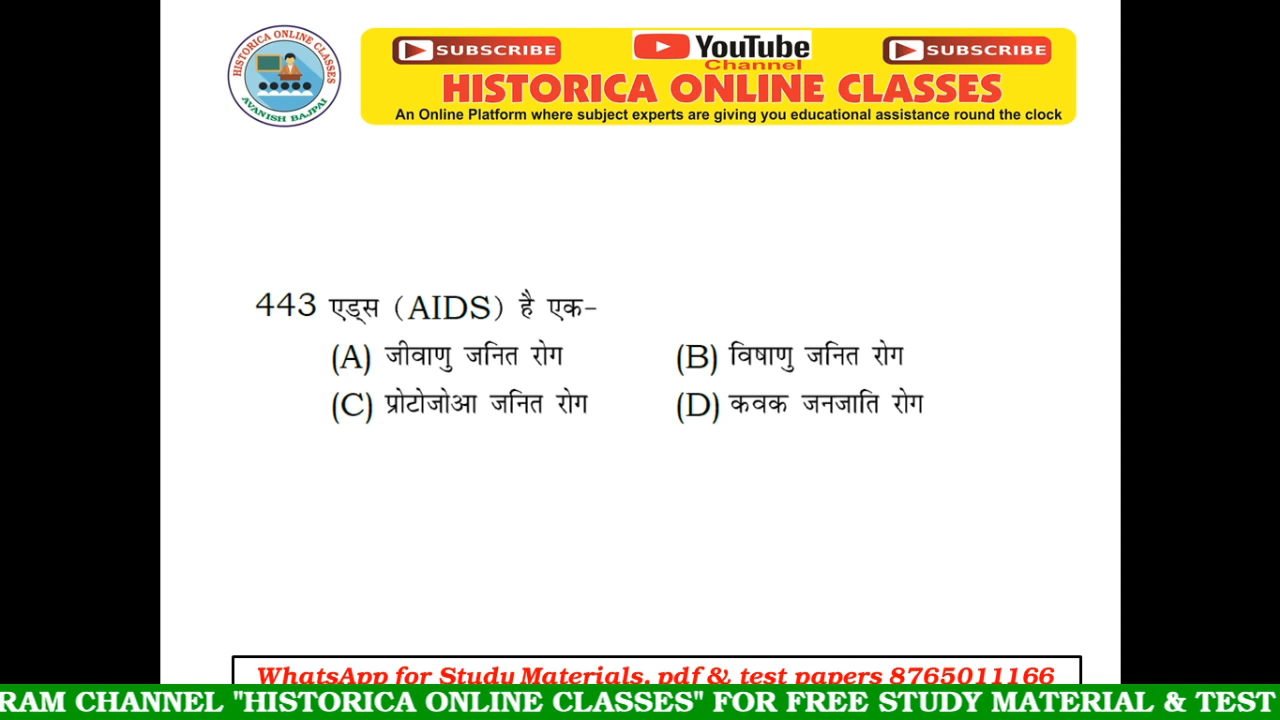 HISTORICA ONLINE CLASSES
AVANISH BAJPAI
SUBSCRIBE
YouTube
SUBSCRIBE
Channel
HISTORICA ONLINE CLASSES
An Online Platform where subject experts are giving you educational assistance round the clock
443 एड्स (AIDS) है एक-
(A) जीवाणु जनित रोग (B) विषाणु जनित रोग
(C) प्रोटोजोआ जनित रोग (D) कवक जनजाति रोग
WhatsApp for Study Materials, pdf & test papers 8765011166
RAM CHANNEL "HISTORICA ONLINE CLASSES" FOR FREE STUDY MATERIAL & TEST